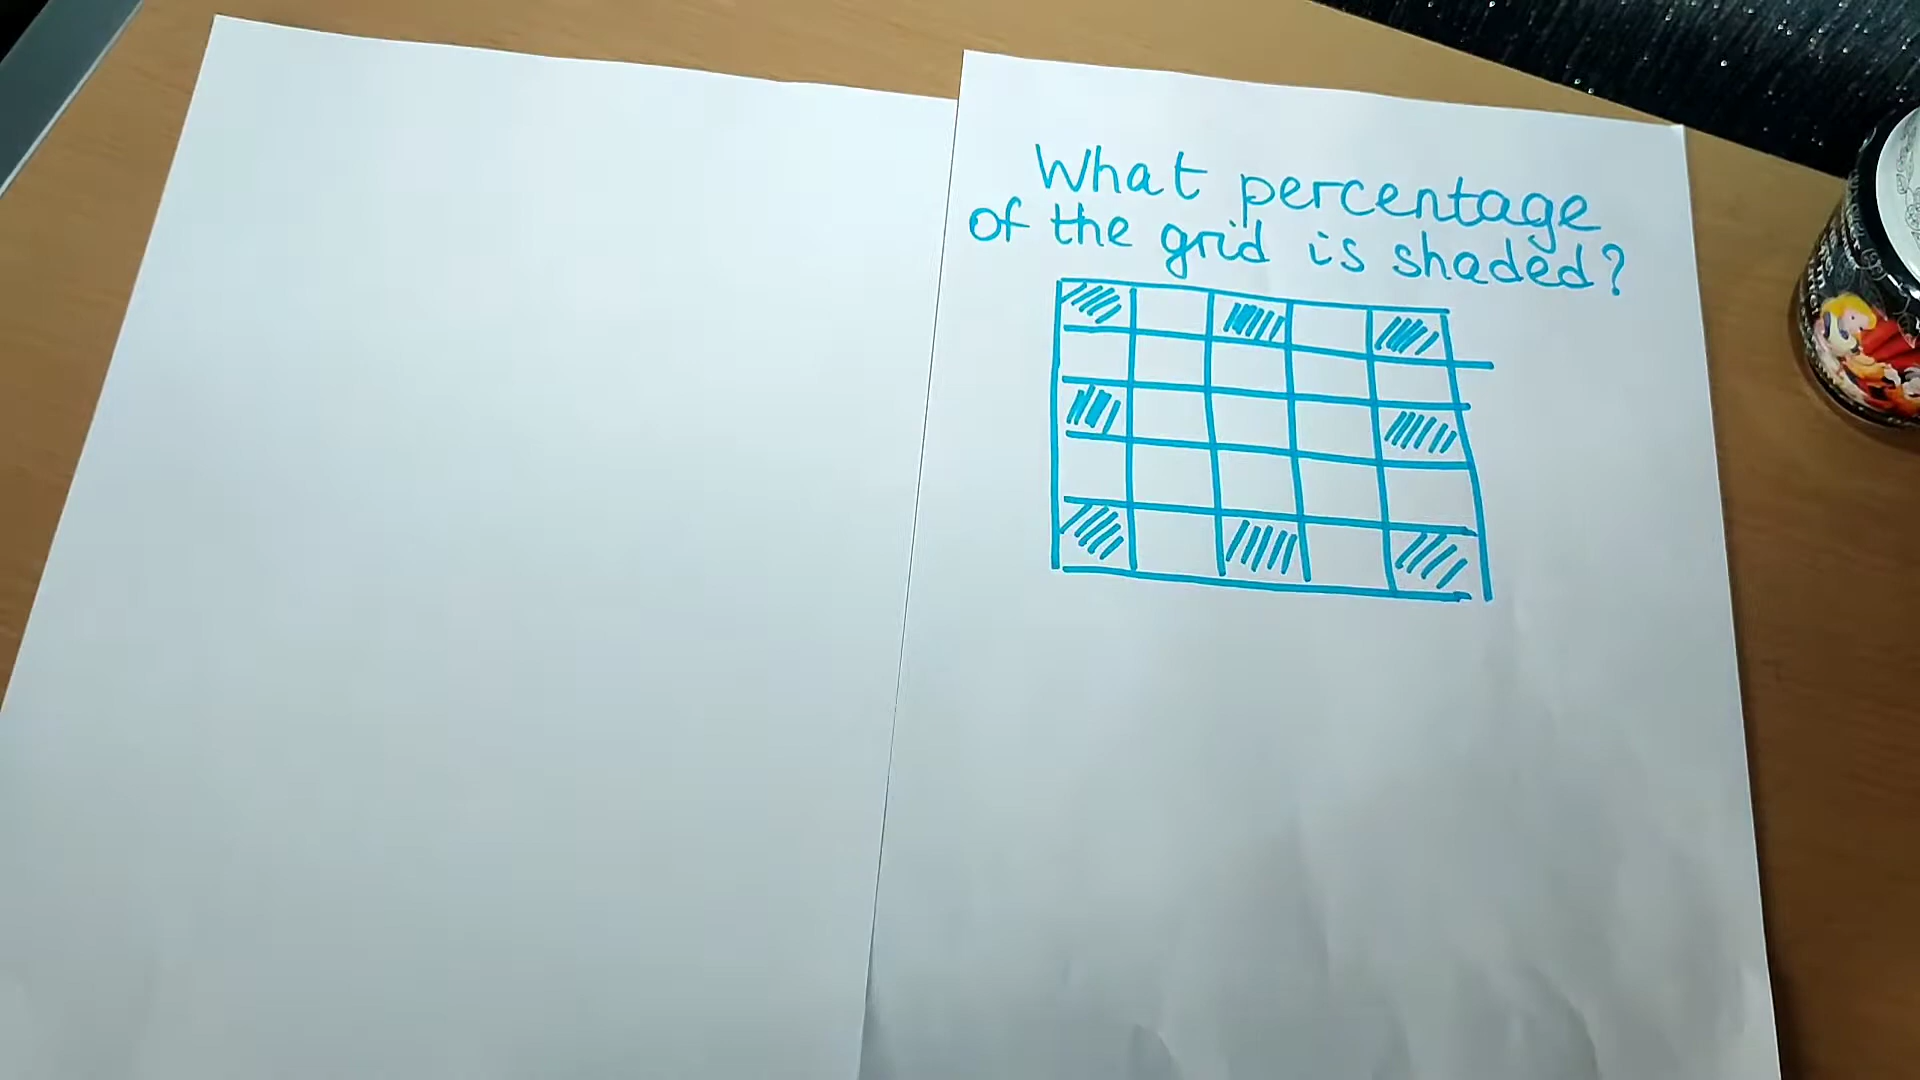 What percentage
of the grid is shaded?